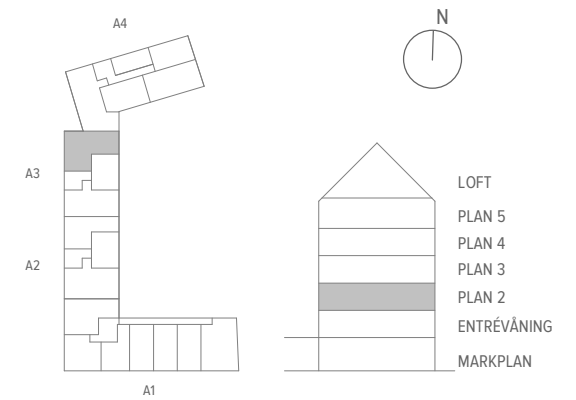 A4
N
A3
A2
A1
LOFT
PLAN 5
PLAN 4
PLAN 3
PLAN 2
ENTRÉVÅNING
MARKPLAN